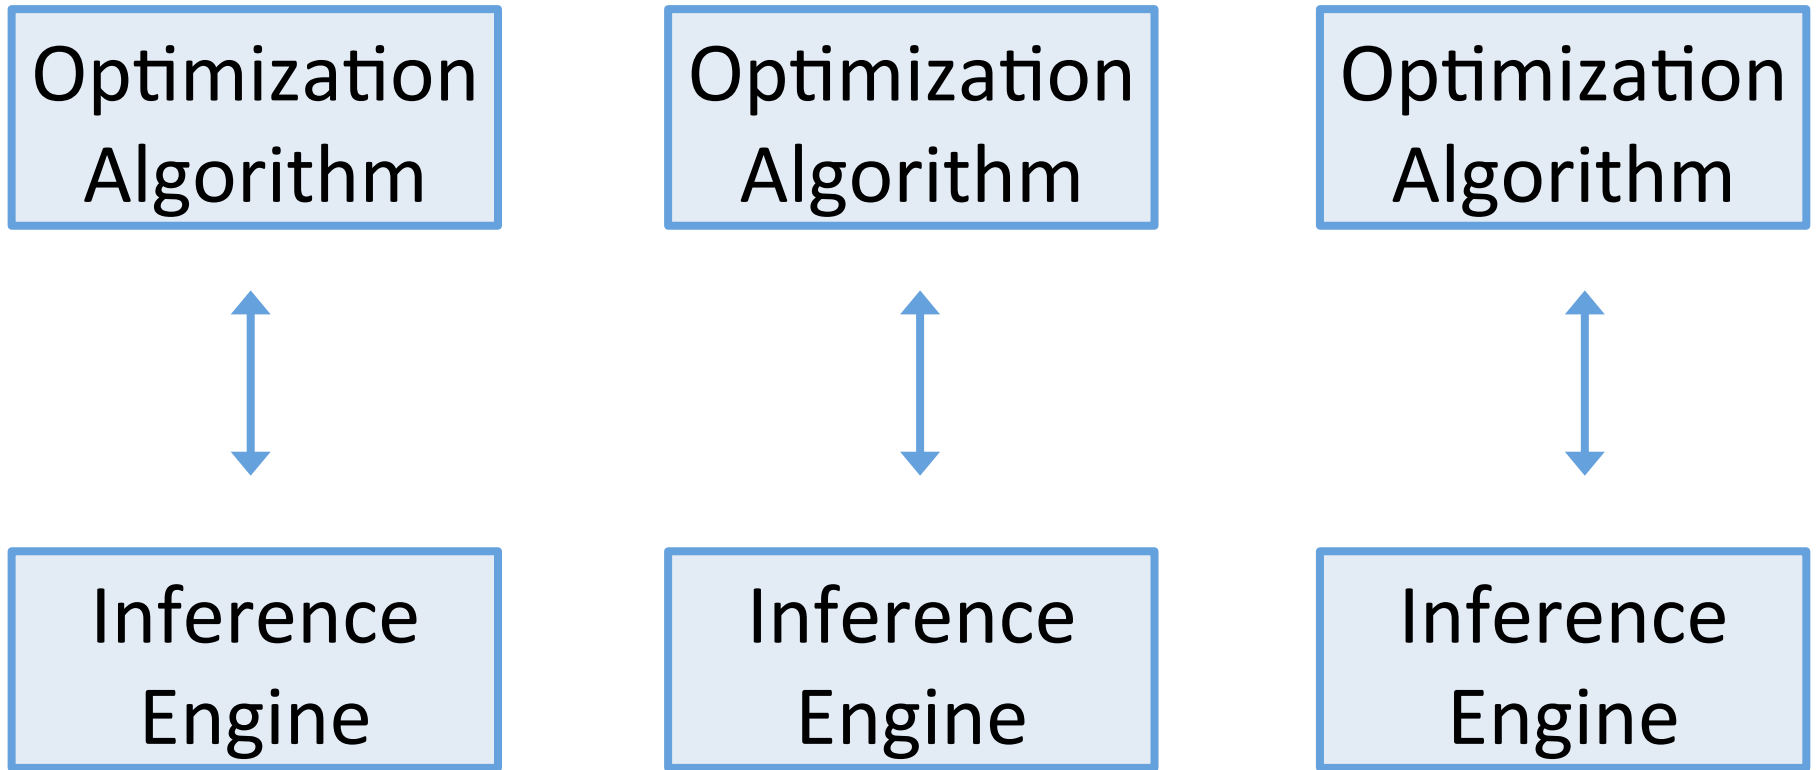 Optimization
Algorithm
Optimization
Algorithm
Optimization
Algorithm
Inference
Engine
Inference
Engine
Inference
Engine